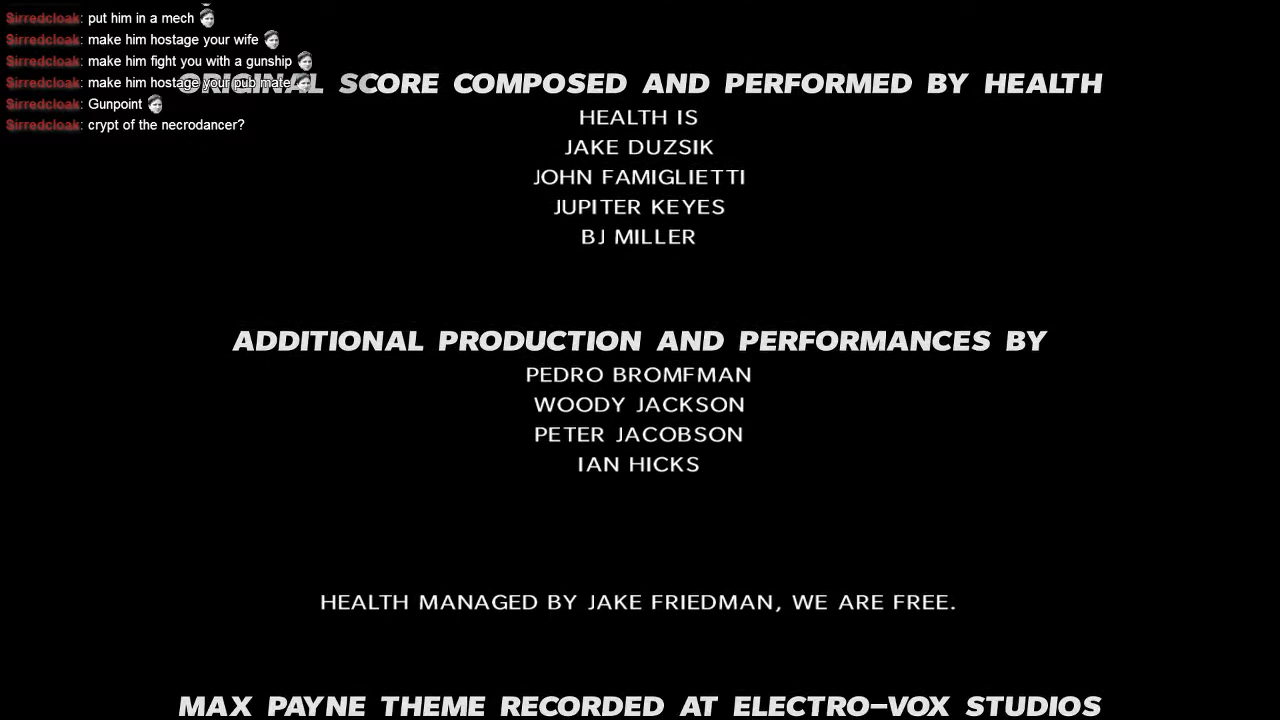 Sirredcloak: put him in a mech
Sirredcloak: make him hostage your wife
Sirredcloak: make him fight you with a gunship
Sirredcloak: make him hostage your pub mate
Sirredcloak: Gunpoint
Sirredcloak: crypt of the necrodancer?
ORIGINAL SCORE COMPOSED AND PERFORMED BY HEALTH
HEALTH IS
JAKE DUZSIK
JOHN FAMIGLIETTI
JUPITER KEYES
BJ MILLER
ADDITIONAL PRODUCTION AND PERFORMANCES BY
PEDRO BROMFMAN
WOODY JACKSON
PETER JACOBSON
IAN HICKS
HEALTH MANAGED BY JAKE FRIEDMAN, WE ARE FREE.
MAX PAYNE THEME RECORDED AT ELECTRO-VOX STUDIOS